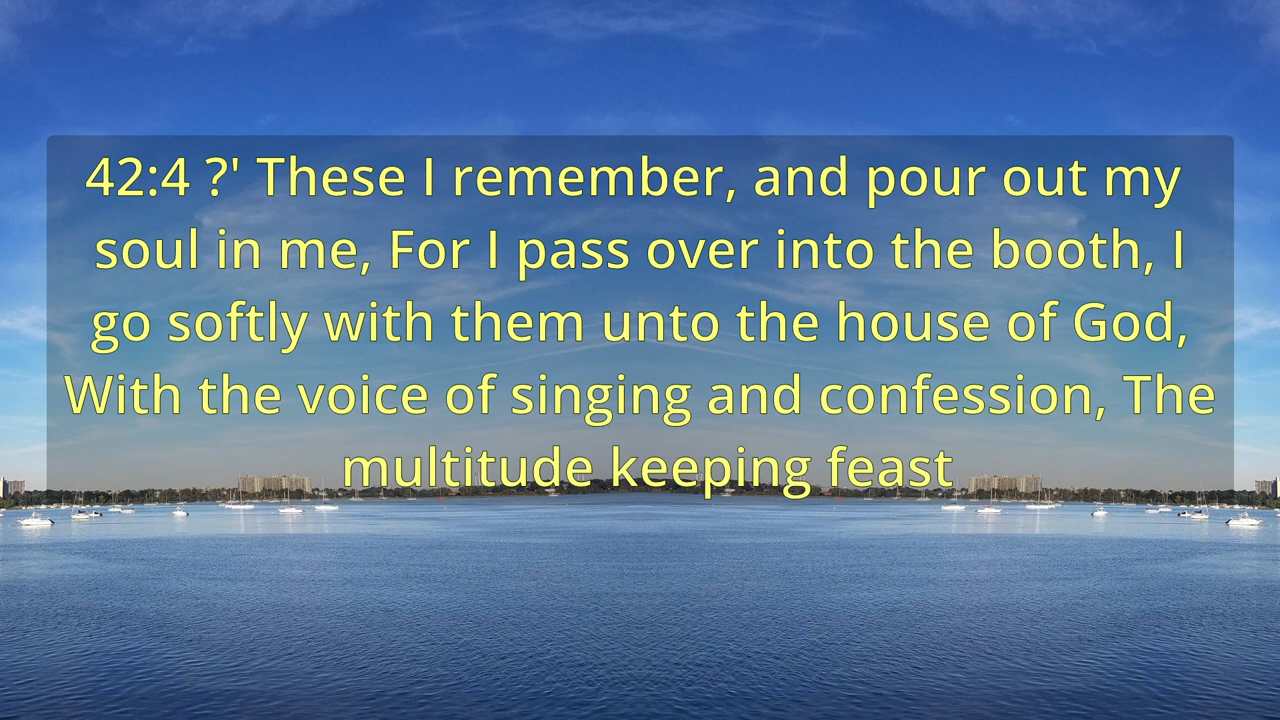 42:4 ?' These I remember, and pour out my
soul in me, For I pass over into the booth, I
go softly with them unto the house of God,
With the voice of singing and confession, The
multitude keeping feast